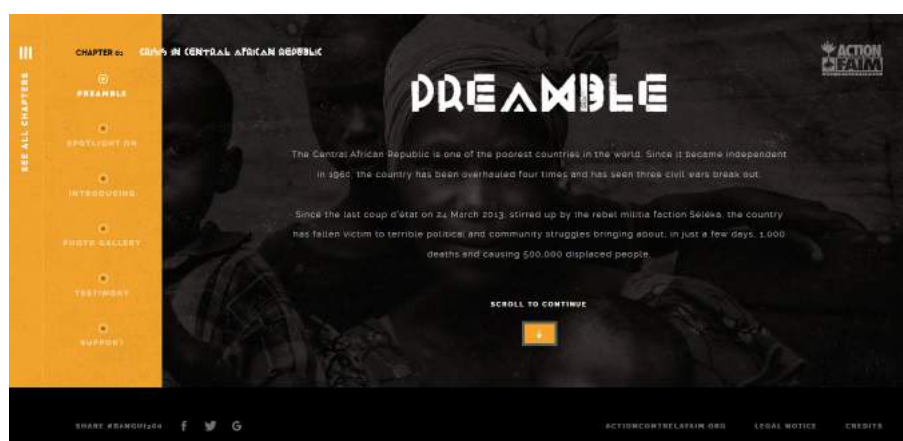 SEE ALL CHAPTERS
CHAPTER 02 CRISIS IN CENTRAL AFRICAN REPUBLIC
PREAMBLE
SPOTLIGHT ON
INTRODUCING
PHOTO GALLERY
TESTIMONY
SUPPORT
ACTION
FAIM
PREAMBLE
The Central African Republic is one of the poorest countries in the world. Since it became independent
in 1960, the country has been overhauled four times and has seen three civil wars break out.
Since the last coup d'état on 24 March 2013, stirred up by the rebel militia faction Séléka, the country
has fallen victim to terrible political and community struggles bringing about, in just a few days, 1,000
deaths and causing 500,000 displaced people.
SCROLL TO CONTINUE
SHARE #BANGUI260
ACTIONCONTRELAFAIM.ORG LEGAL NOTICE CREDITS